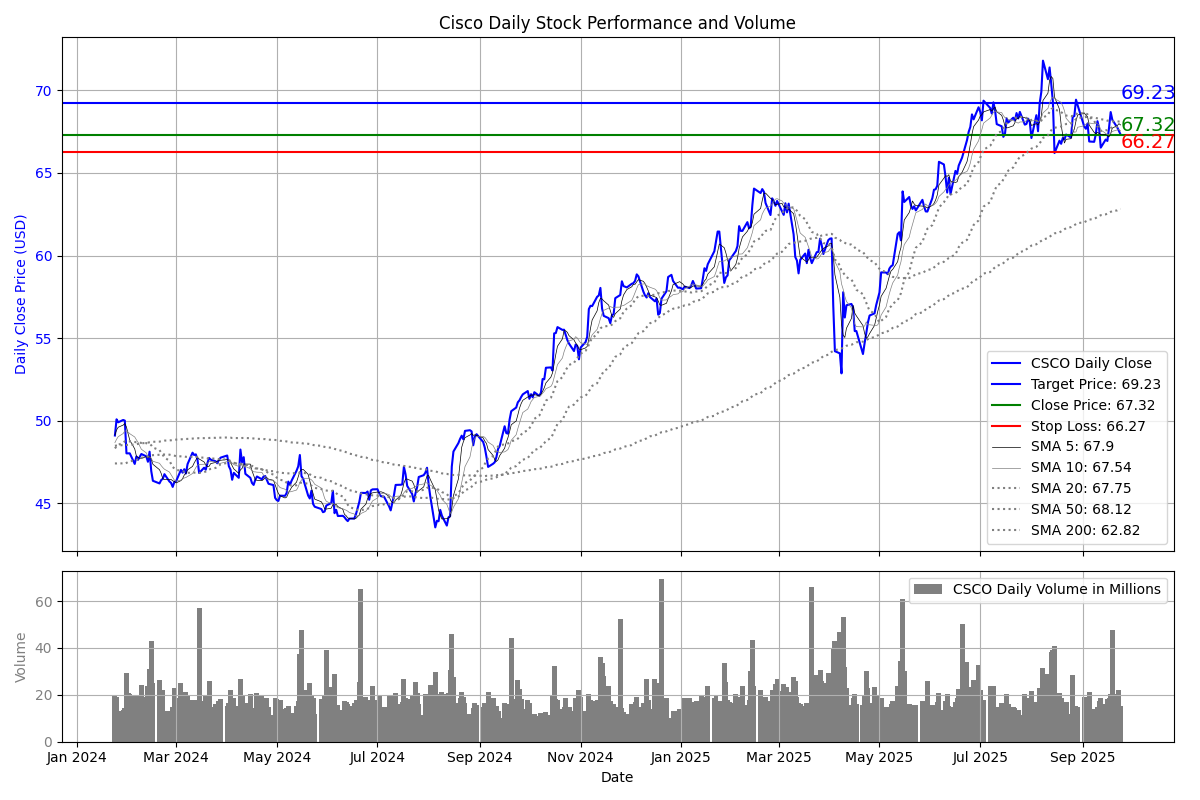 Cisco Daily Stock Performance and Volume
Daily Close Price (USD)
70
65
60
55
50
45
69.23
67.32
66.27
CSCO Daily Close
Target Price: 69.23
Close Price: 67.32
Stop Loss: 66.27
SMA 5: 67.9
SMA 10: 67.54
SMA 20: 67.75
SMA 50: 68.12
SMA 200: 62.82
Volume
60
40
20
0
CSCO Daily Volume in Millions
Jan 2024 Mar 2024 May 2024 Jul 2024 Sep 2024 Nov 2024 Jan 2025 Mar 2025 May 2025 Jul 2025 Sep 2025
Date